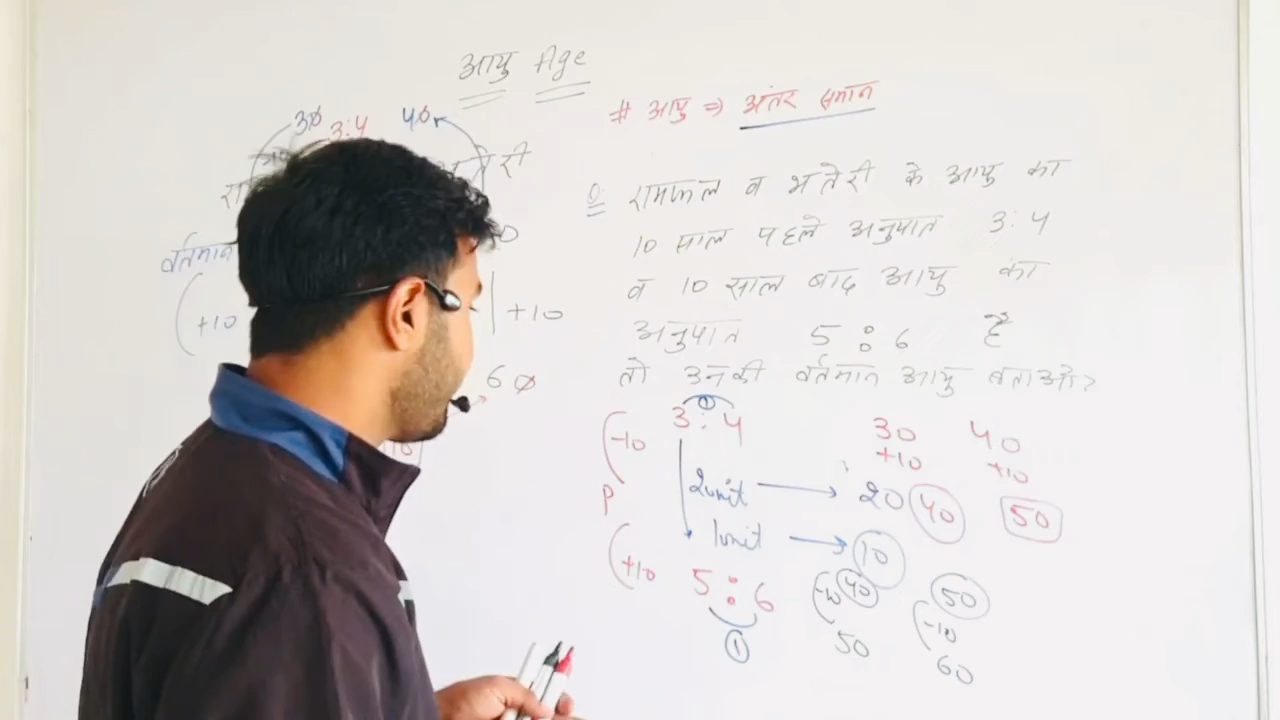 आयु Age
# आयु ⇒ अंतर समान
30 3:4 40
वर्तमान
+10 +10
60
Q: रामफल व भतेरी के आयु का
10 साल पहले अनुपात 3:4
व 10 साल बाद आयु का
अनुपात 5:6 है
तो उनकी वर्तमान आयु बताओ?
① 
-10 3:4 30 40
+10 +10
P 2unit → 20 40 50
1unit → 10
+10 5:6 -10 40 50
① 50 -10
60